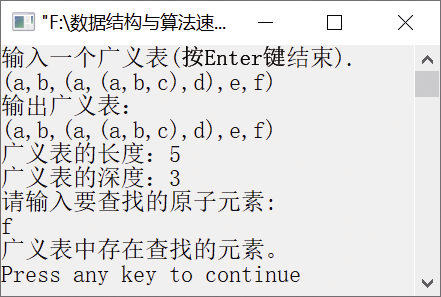 "F:\数据结构与算法速...
输入一个广义表(按Enter键结束).
(a,b,(a,(a,b,c),d),e,f)
输出广义表：
(a,b,(a,(a,b,c),d),e,f)
广义表的长度：5
广义表的深度：3
请输入要查找的原子元素:
f
广义表中存在查找的元素。
Press any key to continue